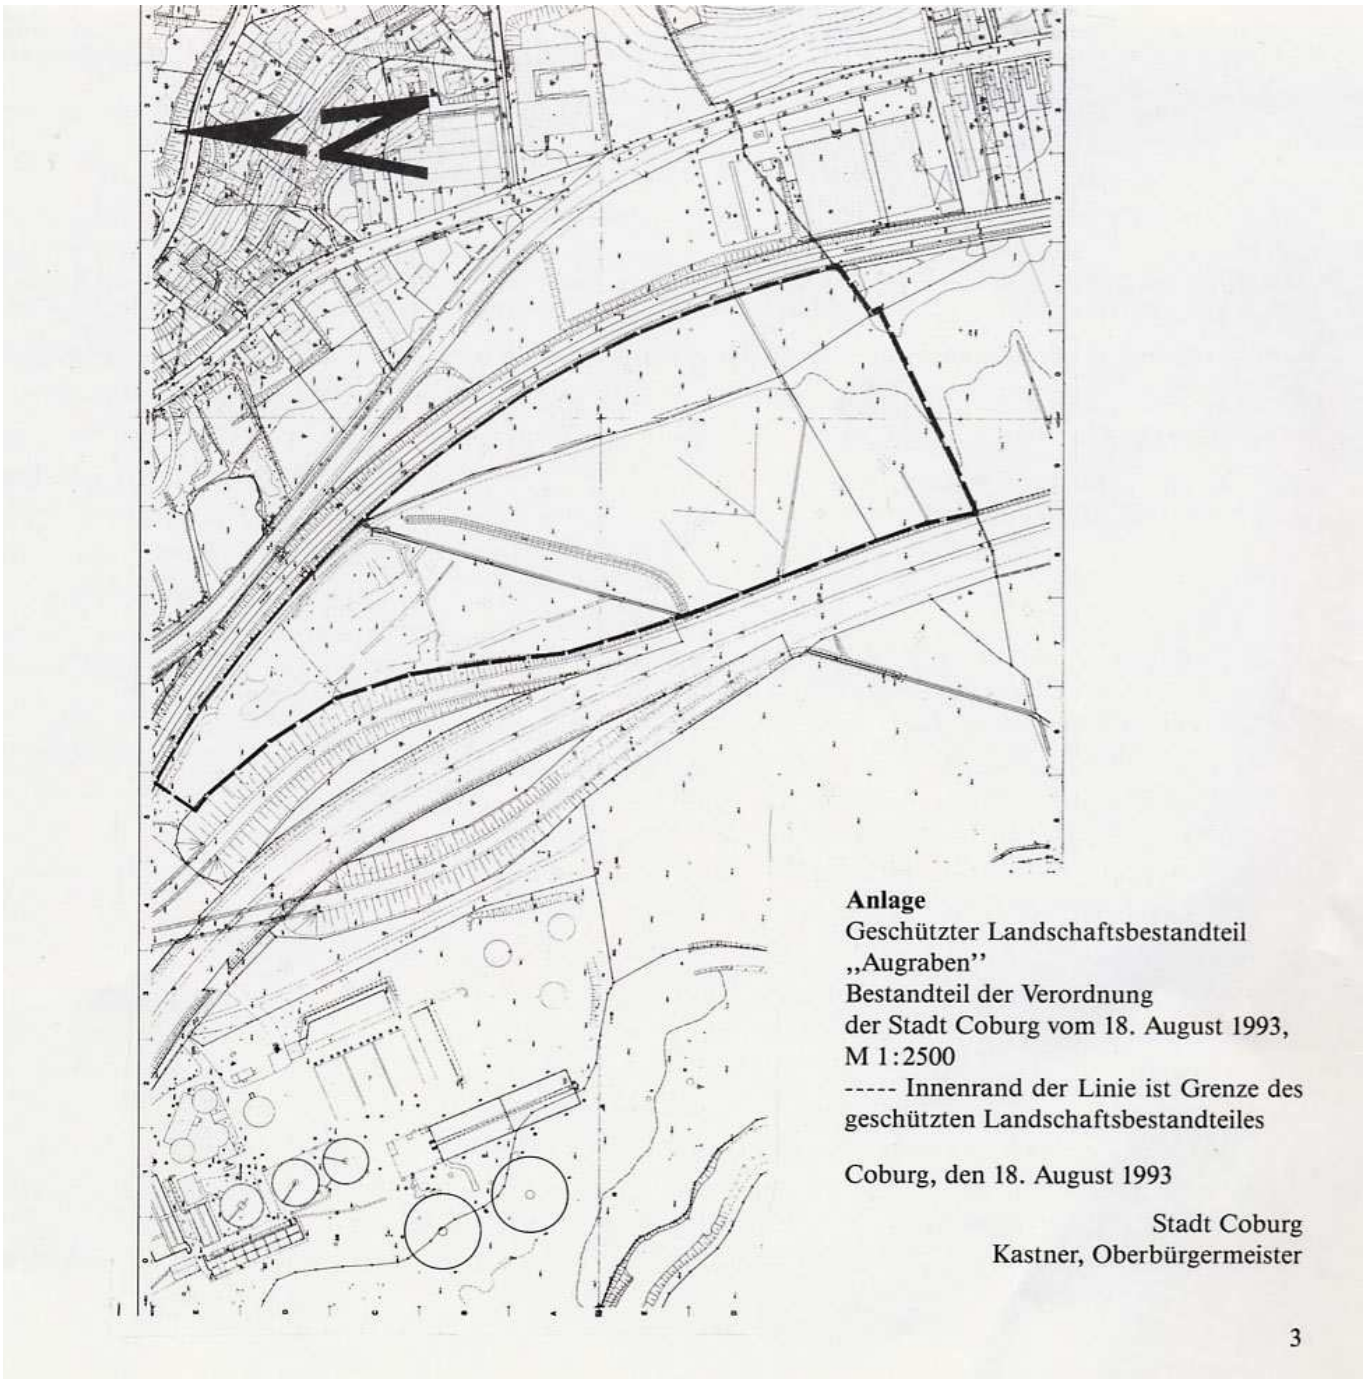 N
Anlage
Geschützter Landschaftsbestandteil
„Augraben”
Bestandteil der Verordnung
der Stadt Coburg vom 18. August 1993,
M 1:2500
----- Innenrand der Linie ist Grenze des
geschützten Landschaftsbestandteiles
Coburg, den 18. August 1993
Stadt Coburg
Kastner, Oberbürgermeister
3